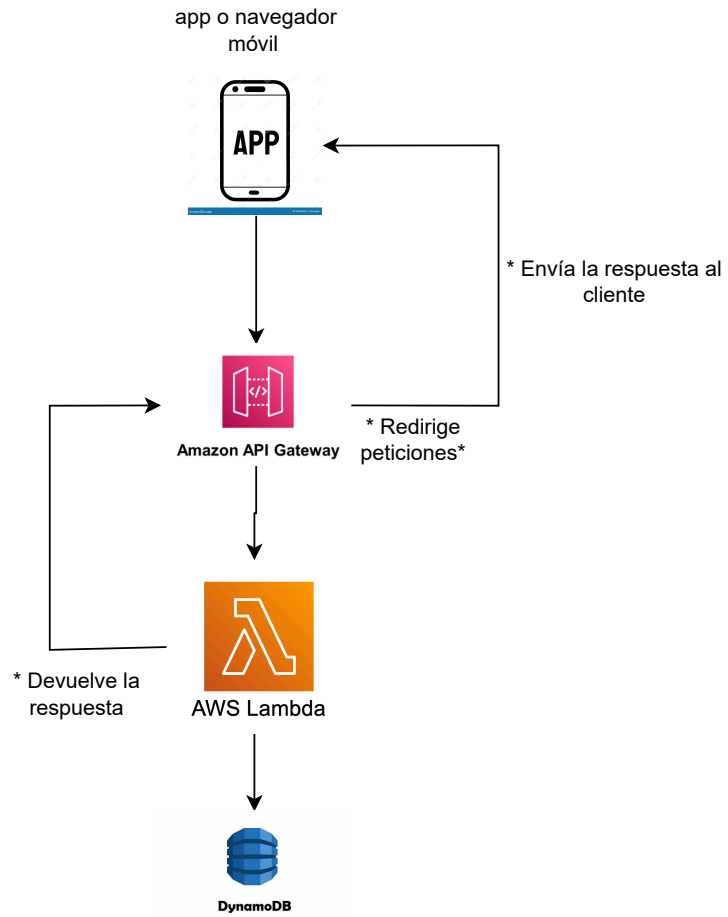 app o navegador
móvil
APP
* Envía la respuesta al
cliente
</>
Amazon API Gateway
* Redirige
peticiones*
* Devuelve la
respuesta
AWS Lambda
DynamoDB